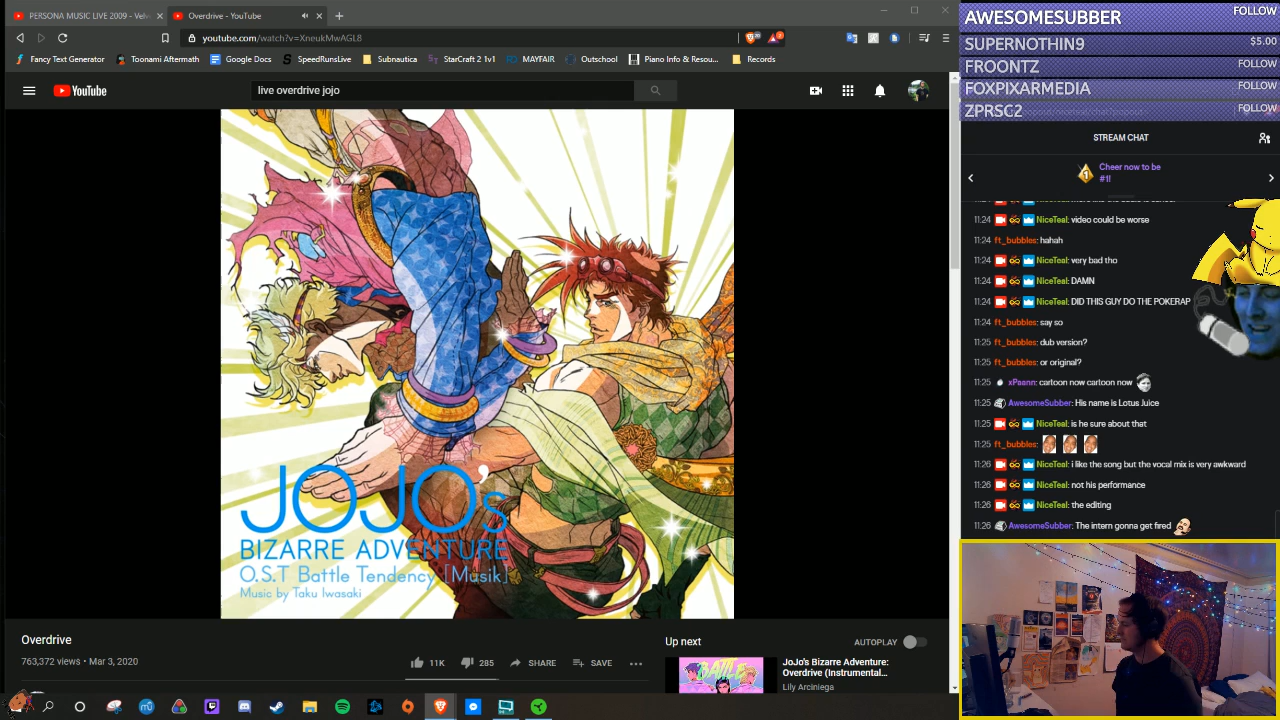 PERSONA MUSIC LIVE 2009 - Velv
Overdrive - YouTube
youtube.com/watch?v=XneukMwAGL8
Fancy Text Generator
Toonami Aftermath
Google Docs
SpeedRunsLive
Subnautica
StarCraft 2 1v1
MAYFAIR
Outschool
Piano Info & Resou...
Records
YouTube
live overdrive jojo
JOJO's
BIZARRE ADVENTURE
O.S.T Battle Tendency [Musik]
Music by Taku Iwasaki
Overdrive
763,372 views • Mar 3, 2020
11K
285
SHARE
SAVE
Up next
AUTOPLAY
BATTLE
JoJo's Bizarre Adventure:
Overdrive (Instrumental...
Lily Arciniega
AWESOMESUBBER FOLLOW
SUPERNOTHIN9 $5.00
FROONTZ FOLLOW
FOXPIXARMEDIA FOLLOW
ZPRSC2 FOLLOW
STREAM CHAT
Cheer now to be
#1!
11:24 NiceTeal: video could be worse
11:24 ft_bubbles: hahah
11:24 NiceTeal: very bad tho
11:24 NiceTeal: DAMN
11:24 NiceTeal: DID THIS GUY DO THE POKERAP
11:24 ft_bubbles: say so
11:25 ft_bubbles: dub version?
11:25 ft_bubbles: or original?
11:25 xPaann: cartoon now cartoon now
11:25 AwesomeSubber: His name is Lotus Juice
11:25 NiceTeal: is he sure about that
11:25 ft_bubbles:
11:26 NiceTeal: i like the song but the vocal mix is very awkward
11:26 NiceTeal: not his performance
11:26 NiceTeal: the editing
11:26 AwesomeSubber: The intern gonna get fired